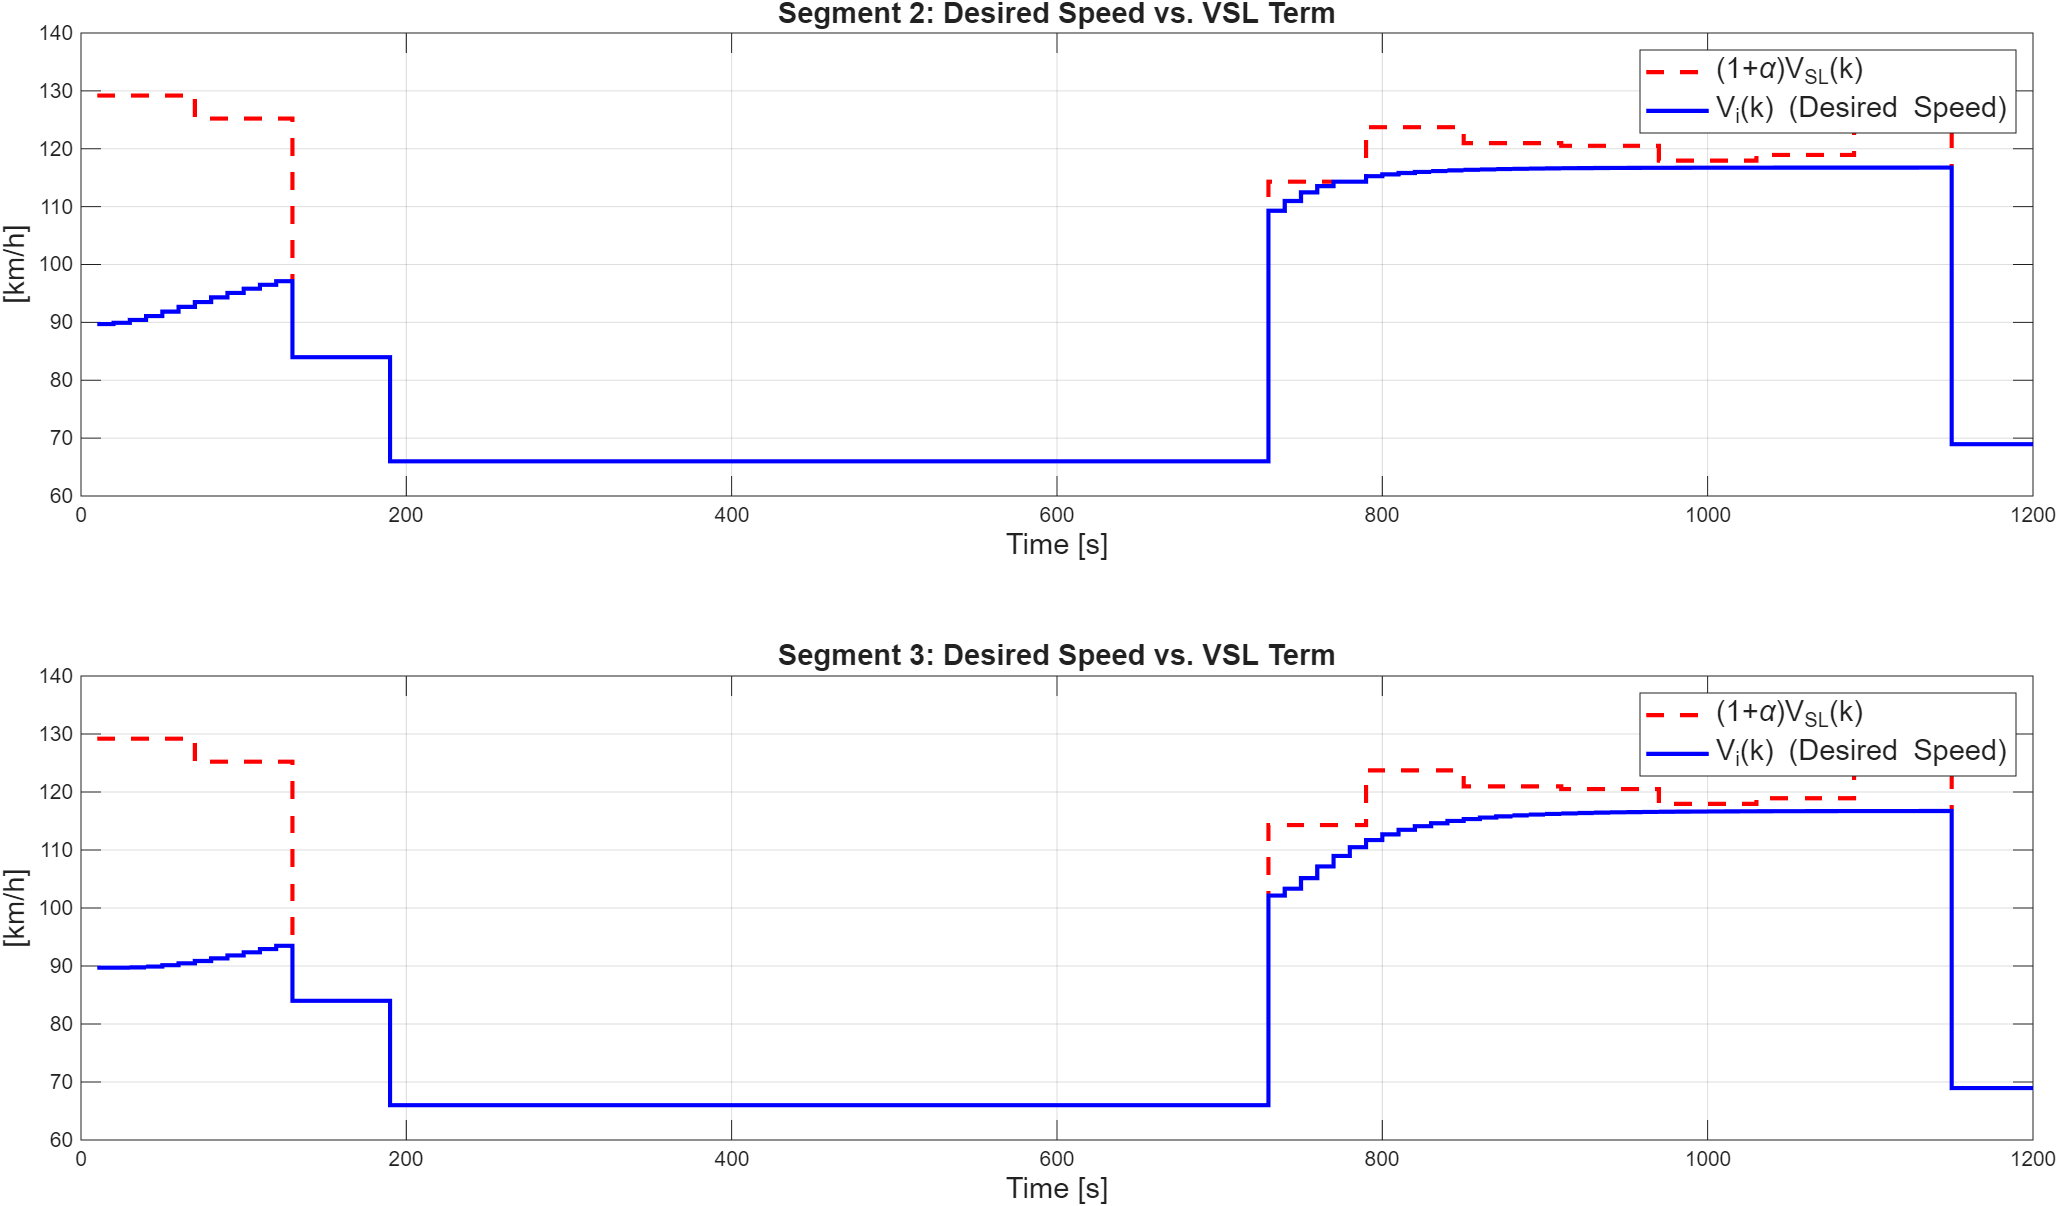 Segment 2: Desired Speed vs. VSL Term
140
130
120
110
100
90
80
70
60
[km/h]
(1+α)V_SL(k)
V_i(k) (Desired Speed)
0 200 400 600 800 1000 1200
Time [s]
Segment 3: Desired Speed vs. VSL Term
140
130
120
110
100
90
80
70
60
[km/h]
(1+α)V_SL(k)
V_i(k) (Desired Speed)
0 200 400 600 800 1000 1200
Time [s]